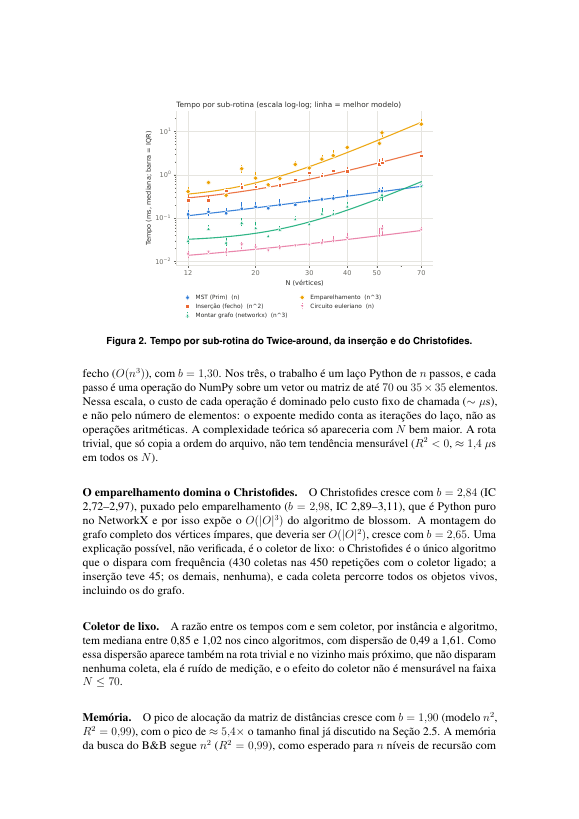 Tempo por sub-rotina (escala log-log; linha = melhor modelo)
Tempo (ms, mediana; barra = IQR)
10¹
10⁰
10⁻¹
10⁻²
12 20 30 40 50 70
N (vértices)
MST (Prim) (n)
Inserção (fecho) (n^2)
Montar grafo (networkx) (n^3)
Emparelhamento (n^3)
Circuito euleriano (n)
Figura 2. Tempo por sub-rotina do Twice-around, da inserção e do Christofides.
fecho (O(n³)), com b = 1,30. Nos três, o trabalho é um laço Python de n passos, e cada
passo é uma operação do NumPy sobre um vetor ou matriz de até 70 ou 35 × 35 elementos.
Nessa escala, o custo de cada operação é dominado pelo custo fixo de chamada (∼ μs),
e não pelo número de elementos: o expoente medido conta as iterações do laço, não as
operações aritméticas. A complexidade teórica só apareceria com N bem maior. A rota
trivial, que só copia a ordem do arquivo, não tem tendência mensurável (R² < 0, ≈ 1,4 μs
em todos os N).
O emparelhamento domina o Christofides. O Christofides cresce com b = 2,84 (IC
2,72–2,97), puxado pelo emparelhamento (b = 2,98, IC 2,89–3,11), que é Python puro
no NetworkX e por isso expõe o O(|O|³) do algoritmo de blossom. A montagem do
grafo completo dos vértices ímpares, que deveria ser O(|O|²), cresce com b = 2,65. Uma
explicação possível, não verificada, é o coletor de lixo: o Christofides é o único algoritmo
que o dispara com frequência (430 coletas nas 450 repetições com o coletor ligado; a
inserção teve 45; os demais, nenhuma), e cada coleta percorre todos os objetos vivos,
incluindo os do grafo.
Coletor de lixo. A razão entre os tempos com e sem coletor, por instância e algoritmo,
tem mediana entre 0,85 e 1,02 nos cinco algoritmos, com dispersão de 0,49 a 1,61. Como
essa dispersão aparece também na rota trivial e no vizinho mais próximo, que não disparam
nenhuma coleta, ela é ruído de medição, e o efeito do coletor não é mensurável na faixa
N ≤ 70.
Memória. O pico de alocação da matriz de distâncias cresce com b = 1,90 (modelo n²,
R² = 0,99), com o pico de ≈ 5,4× o tamanho final já discutido na Seção 2.5. A memória
da busca do B&B segue n² (R² = 0,99), como esperado para n níveis de recursão com